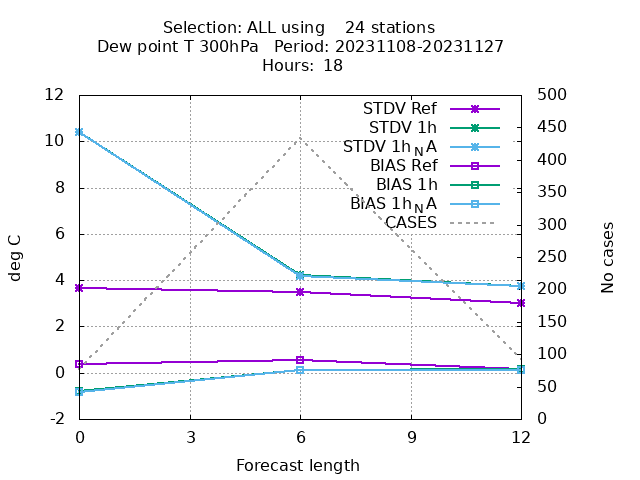 Selection: ALL using    24 stations
Dew point T 300hPa   Period: 20231108-20231127
Hours: 18
12
10
8
6
4
2
0
-2
500
450
400
350
300
250
200
150
100
50
0
STDV Ref
STDV 1h
STDV 1h_NA
BIAS Ref
BIAS 1h
BIAS 1h_NA
CASES
deg C
No cases
0 3 6 9 12
Forecast length